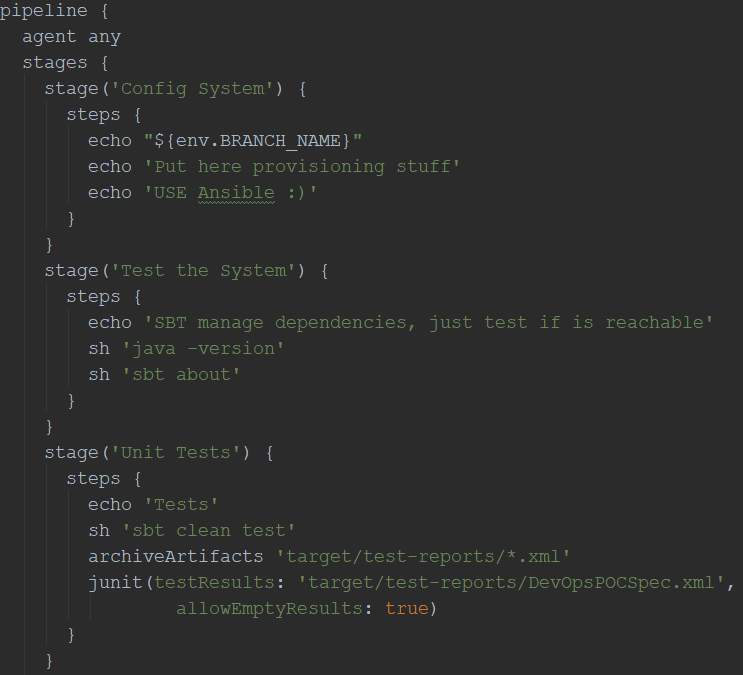 pipeline {
  agent any
  stages {
    stage('Config System') {
      steps {
        echo "${env.BRANCH_NAME}"
        echo 'Put here provisioning stuff'
        echo 'USE Ansible :)'
      }
    }
    stage('Test the System') {
      steps {
        echo 'SBT manage dependencies, just test if is reachable'
        sh 'java -version'
        sh 'sbt about'
      }
    }
    stage('Unit Tests') {
      steps {
        echo 'Tests'
        sh 'sbt clean test'
        archiveArtifacts 'target/test-reports/*.xml'
        junit(testResults: 'target/test-reports/DevOpsPOCSpec.xml',
                allowEmptyResults: true)
      }
    }